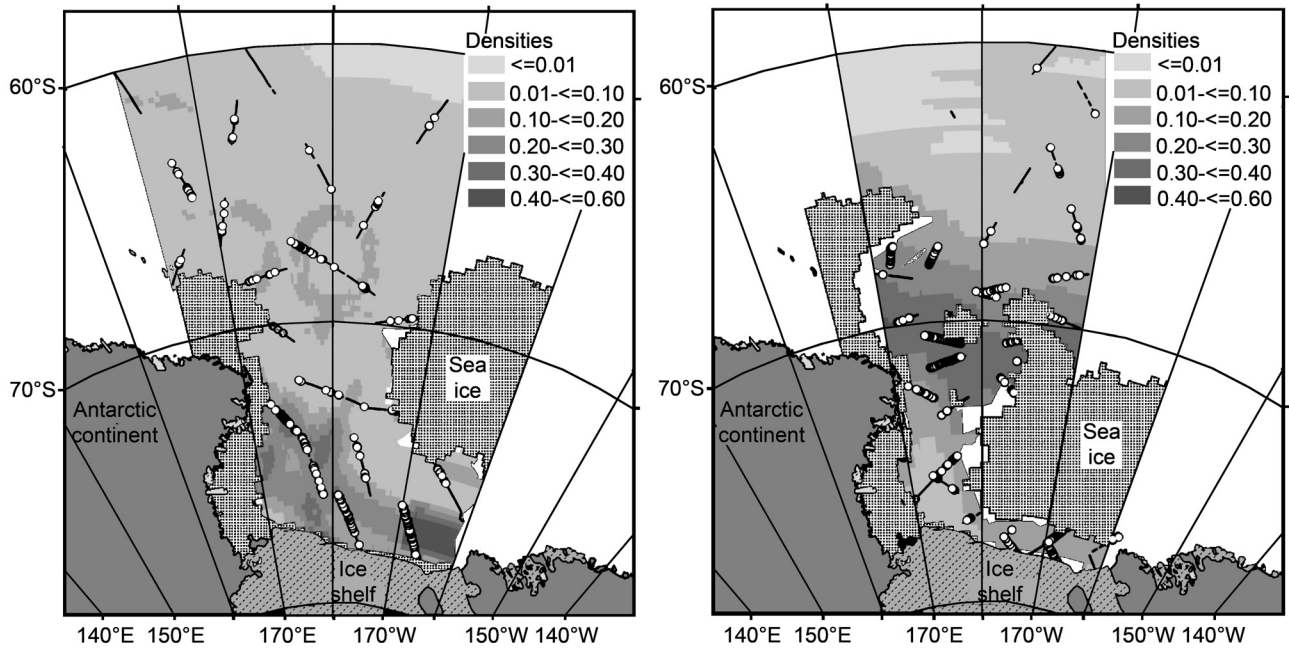 Densities
<=0.01
0.01-<=0.10
0.10-<=0.20
0.20-<=0.30
0.30-<=0.40
0.40-<=0.60
60°S
70°S
Sea
ice
Antarctic
continent
Ice
shelf
140°E 150°E 170°E 170°W 150°W
Densities
<=0.01
0.01-<=0.10
0.10-<=0.20
0.20-<=0.30
0.30-<=0.40
0.40-<=0.60
60°S
70°S
Antarctic
continent
Sea
ice
Ice
shelf
140°E 150°E 170°E 170°W 150°W 140°W